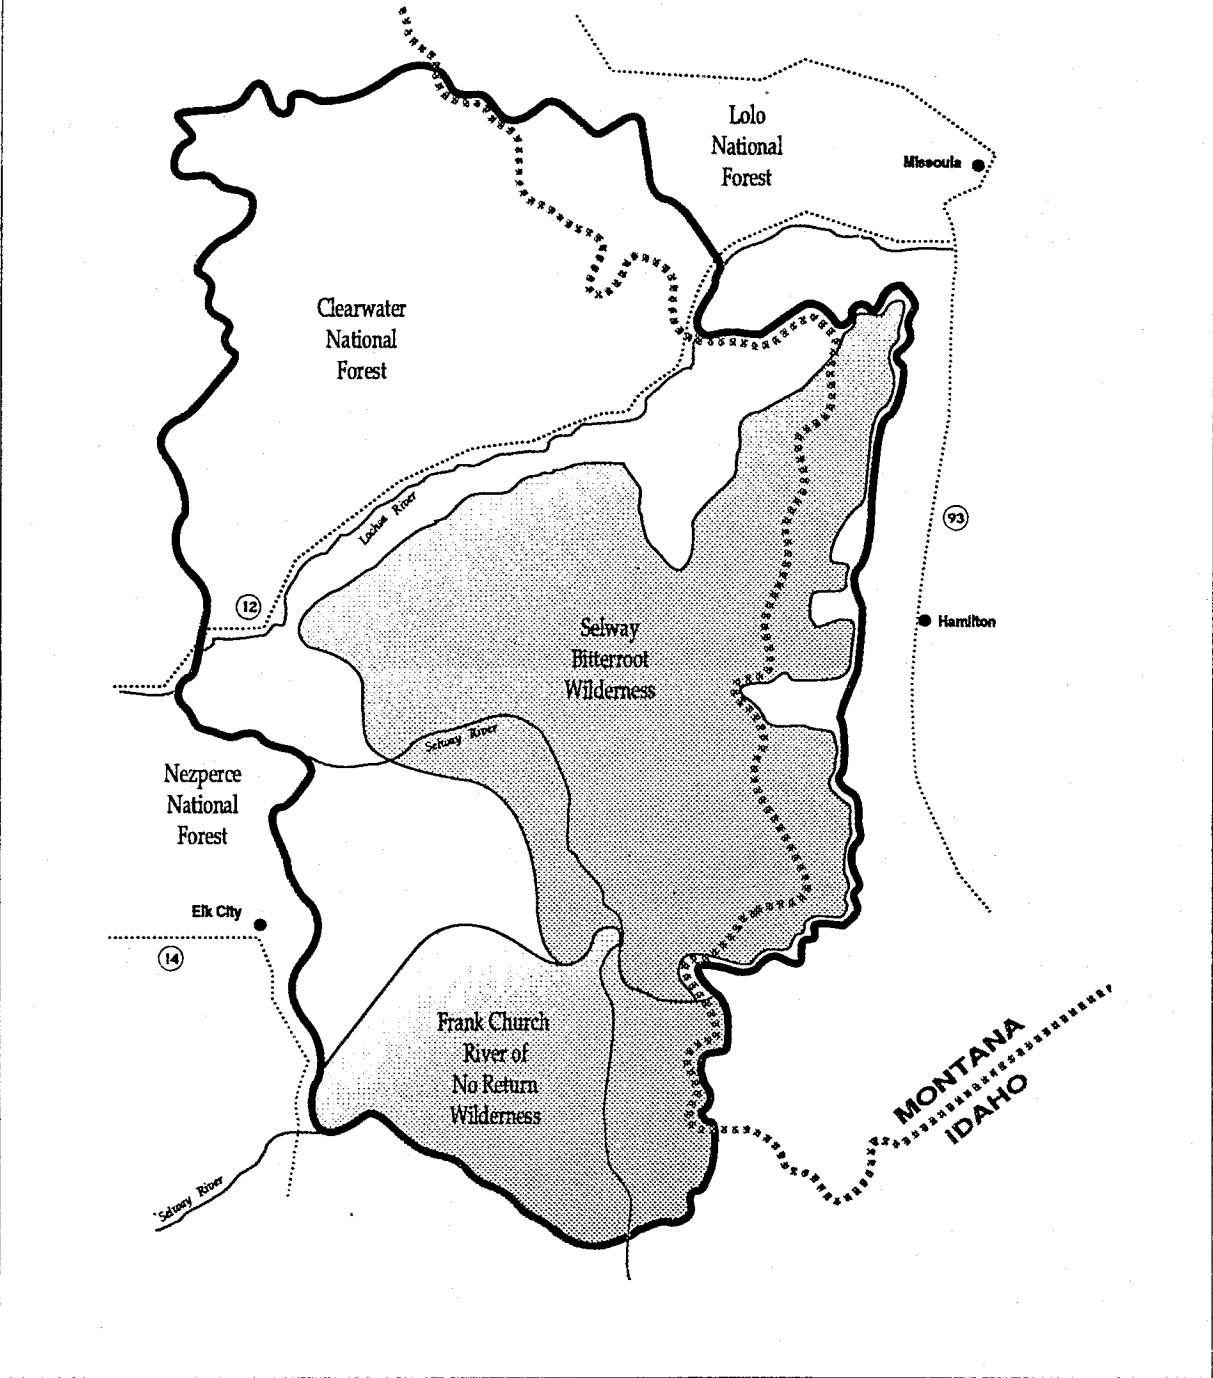 Lolo
National
Forest
Missoula
Clearwater
National
Forest
Lochsa River
93
12
Hamilton
Selway
Bitterroot
Wilderness
Selway River
Nezperce
National
Forest
Elk City
14
Frank Church
River of
No Return
Wilderness
MONTANA
IDAHO
Selway River